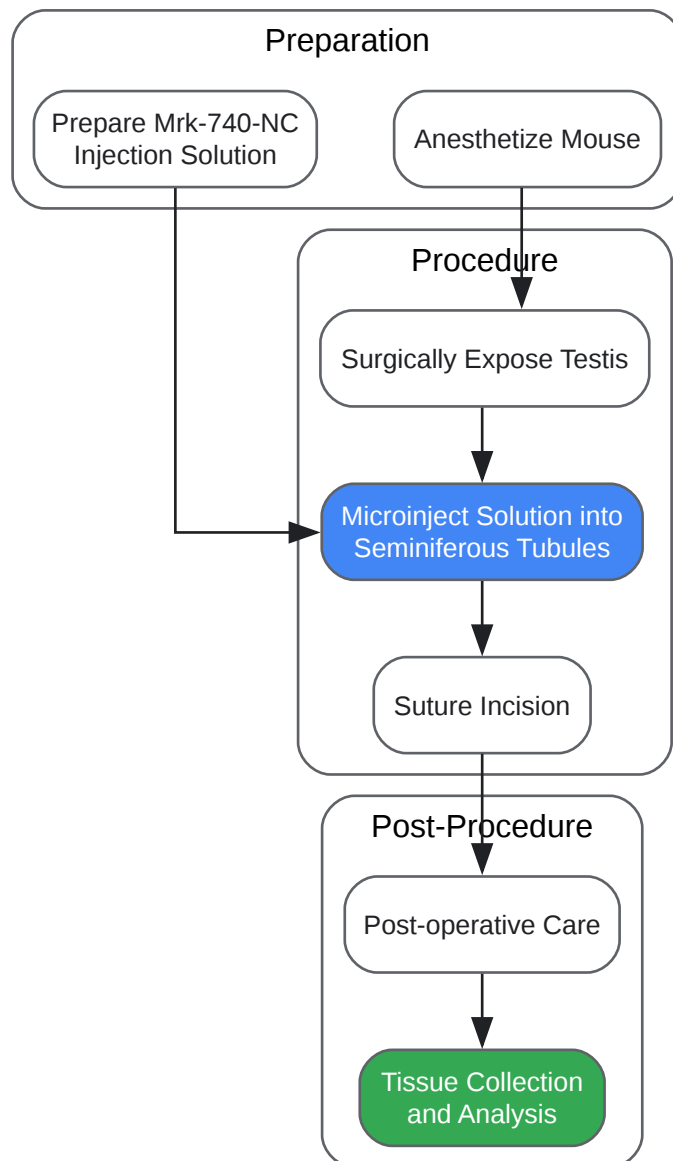 Preparation
Prepare Mrk-740-NC
Injection Solution
Anesthetize Mouse
Procedure
Surgically Expose Testis
Microinject Solution into
Seminiferous Tubules
Suture Incision
Post-Procedure
Post-operative Care
Tissue Collection
and Analysis